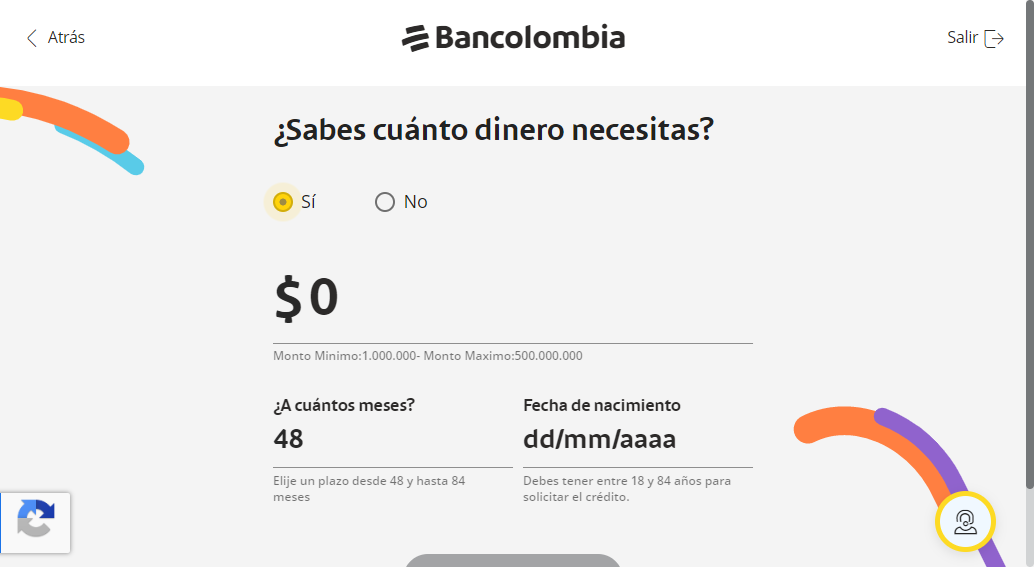 Atrás
Bancolombia
Salir
¿Sabes cuánto dinero necesitas?
Sí
No
$ 0
Monto Minimo:1.000.000- Monto Maximo:500.000.000
¿A cuántos meses?
48
Elije un plazo desde 48 y hasta 84
meses
Fecha de nacimiento
dd/mm/aaaa
Debes tener entre 18 y 84 años para
solicitar el crédito.